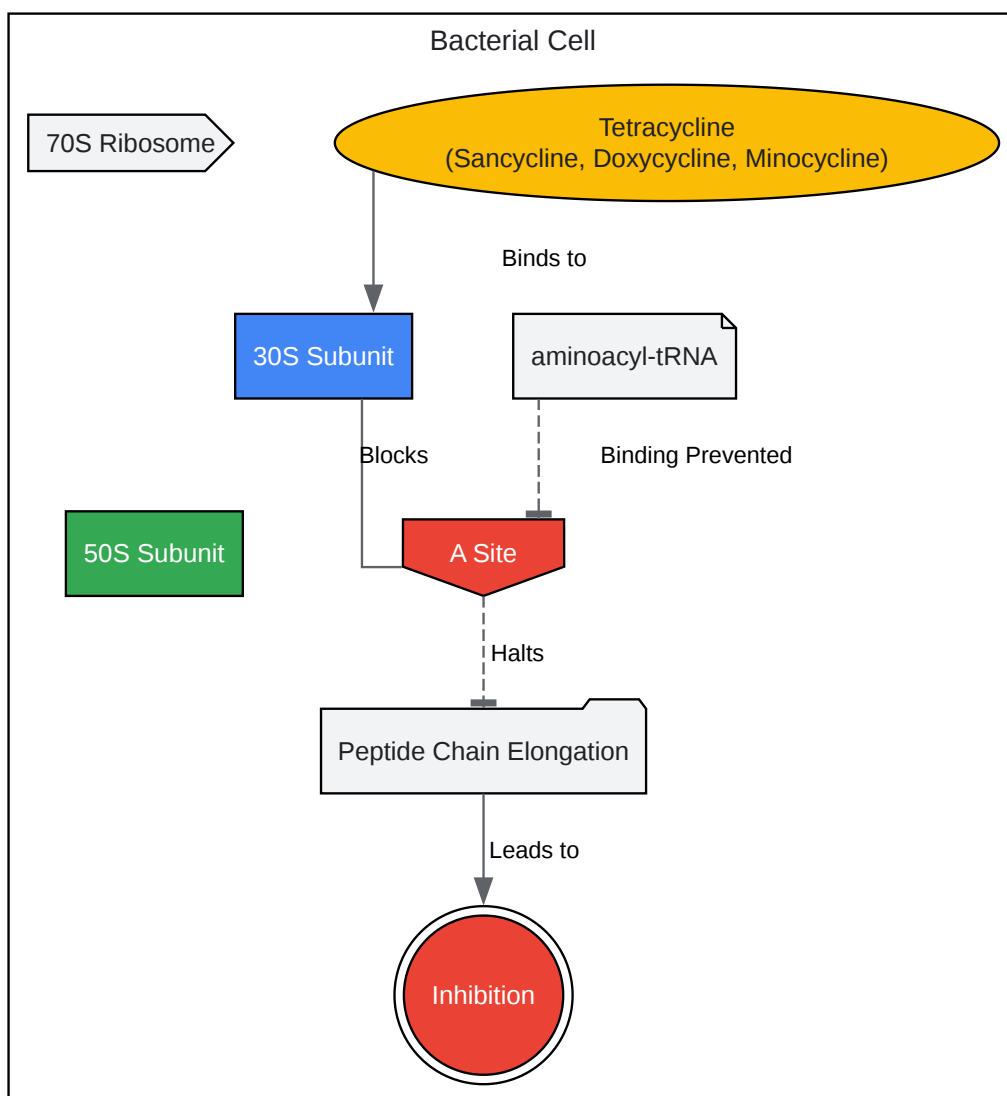 Bacterial Cell
70S Ribosome
Tetracycline
(Sancycline, Doxycycline, Minocycline)
Binds to
30S Subunit
aminoacyl-tRNA
Blocks
Binding Prevented
50S Subunit
A Site
Halts
Peptide Chain Elongation
Leads to
Inhibition